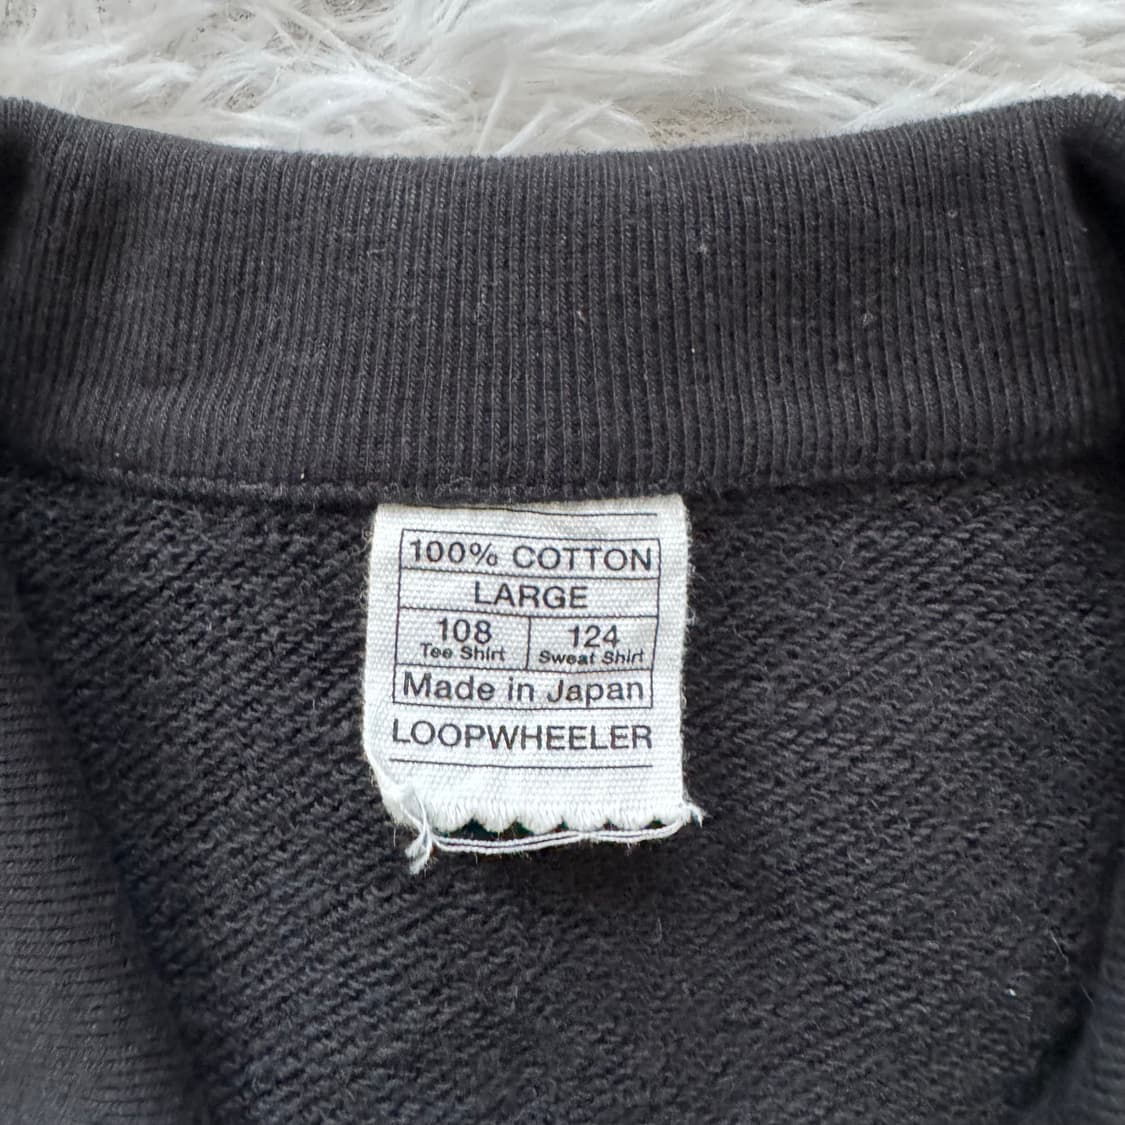 100% COTTON
LARGE
108 124
Tee Shirt Sweat Shirt
Made in Japan
LOOPWHEELER